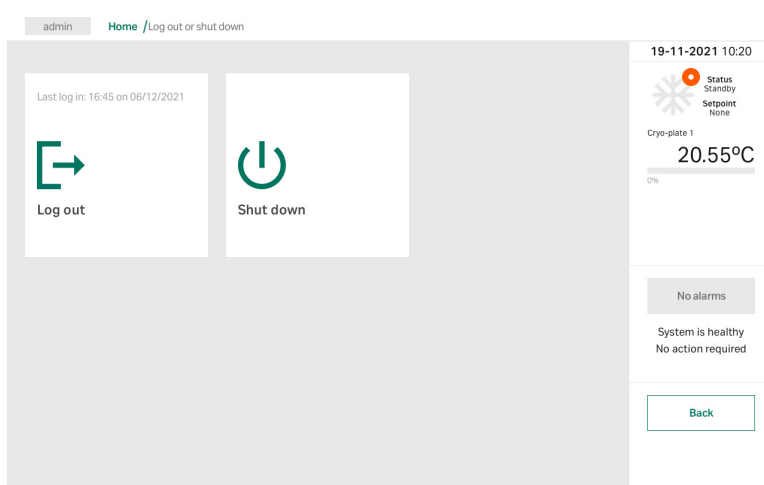 admin
Home /Log out or shut down
19-11-2021 10:20
Last log in: 16:45 on 06/12/2021
Log out
Shut down
Status
Standby
Setpoint
None
Cryo-plate 1
20.55ºC
0%
No alarms
System is healthy
No action required
Back